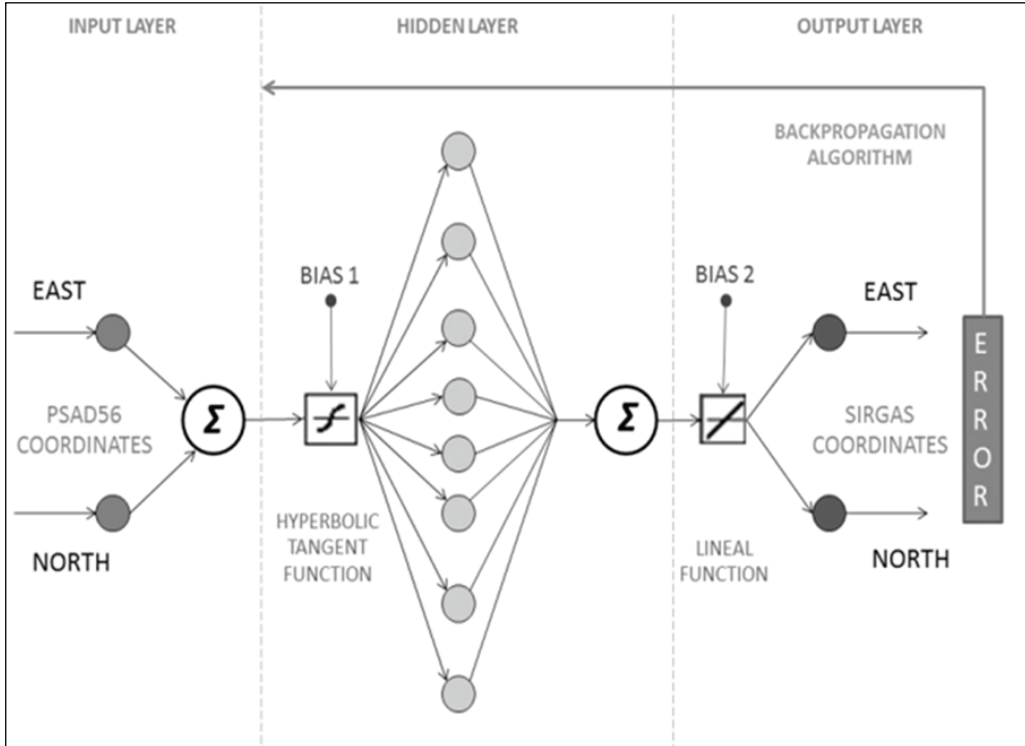 INPUT LAYER
HIDDEN LAYER
OUTPUT LAYER
BACKPROPAGATION
ALGORITHM
BIAS 1
BIAS 2
EAST
EAST
PSAD56
COORDINATES
Σ
Σ
SIRGAS
COORDINATES
ERROR
HYPERBOLIC
TANGENT
FUNCTION
LINEAL
FUNCTION
NORTH
NORTH